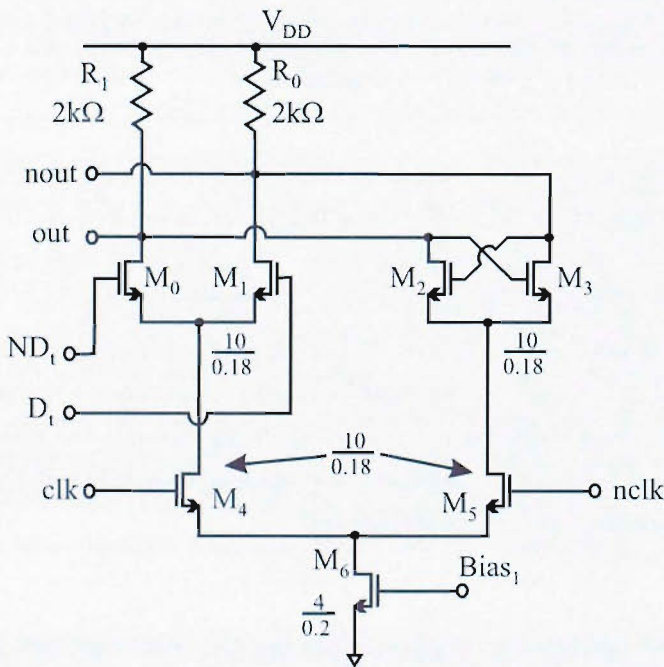 V_DD
R_1 R_0
2kΩ 2kΩ
nout
out
M_0 M_1 M_2 M_3
ND_t
10/0.18 10/0.18
D_t
10/0.18
clk M_4 M_5 nclk
M_6 Bias_1
4/0.2